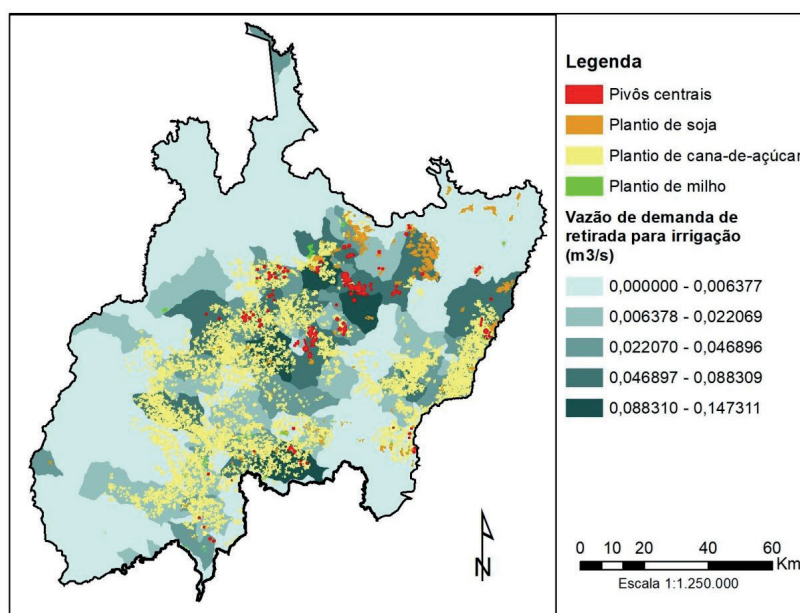 Legenda
Pivôs centrais
Plantio de soja
Plantio de cana-de-açúcar
Plantio de milho
Vazão de demanda de
retirada para irrigação
(m3/s)
0,000000 - 0,006377
0,006378 - 0,022069
0,022070 - 0,046896
0,046897 - 0,088309
0,088310 - 0,147311
N
0 10 20 40 60
Km
Escala 1:1.250.000